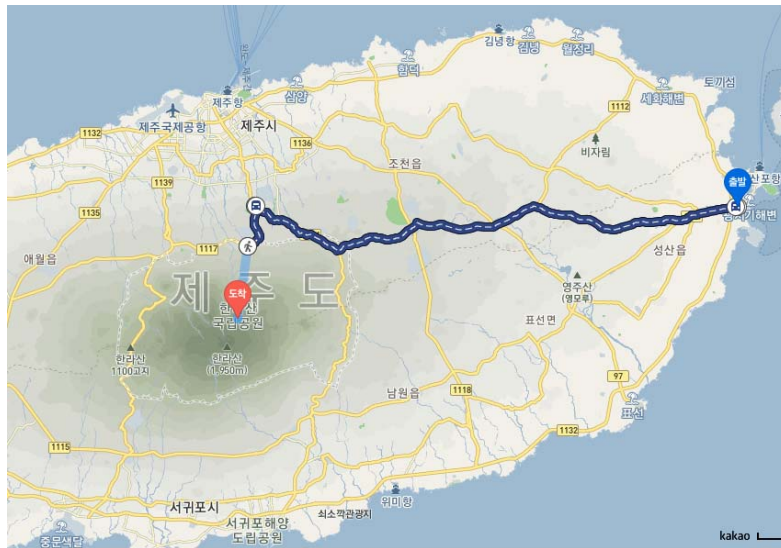 김녕항
김녕
월정리
함덕
제주항
삼양
세화해변
토끼섬
제주국제공항
제주시
1132
1136
1112
비자림
조천읍
1139
출발
산포항
1135
성산읍
1117
애월읍
제주도
도착
국립공원
영주산
(영모루)
표선면
한라산
1100고지
한라산
(1,950m)
남원읍
1118
97
표선
1132
1115
위미항
서귀포시
쇠소깍관광지
서귀포해양
도립공원
중문색달
kakao